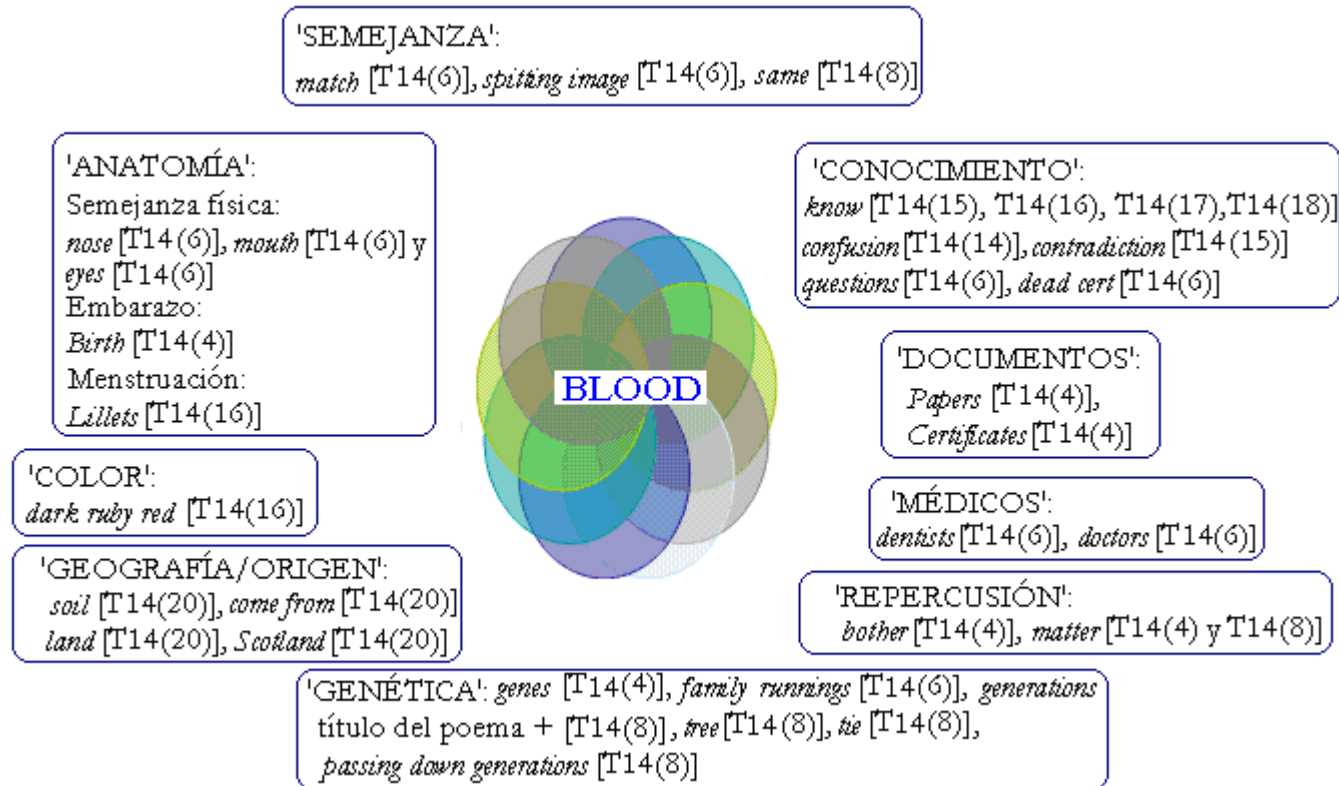 'SEMEJANZA':
match [T14(6)], spitting image [T14(6)], same [T14(8)]
'ANATOMÍA':
Semejanza física:
nose [T14(6)], mouth [T14(6)] y
eyes [T14(6)]
Embarazo:
Birth [T14(4)]
Menstruación:
Lillets [T14(16)]
'CONOCIMIENTO':
know [T14(15), T14(16), T14(17),T14(18)]
confusion [T14(14)], contradiction [T14(15)]
questions [T14(6)], dead cert [T14(6)]
BLOOD
'DOCUMENTOS':
Papers [T14(4)],
Certificates [T14(4)]
'COLOR':
dark ruby red [T14(16)]
'MÉDICOS':
dentists [T14(6)], doctors [T14(6)]
'GEOGRAFÍA/ORIGEN':
soil [T14(20)], come from [T14(20)]
land [T14(20)], Scotland [T14(20)]
'REPERCUSIÓN':
bother [T14(4)], matter [T14(4) y T14(8)]
'GENÉTICA': genes [T14(4)], family runnings [T14(6)], generations
título del poema + [T14(8)], tree [T14(8)], tie [T14(8)],
passing down generations [T14(8)]